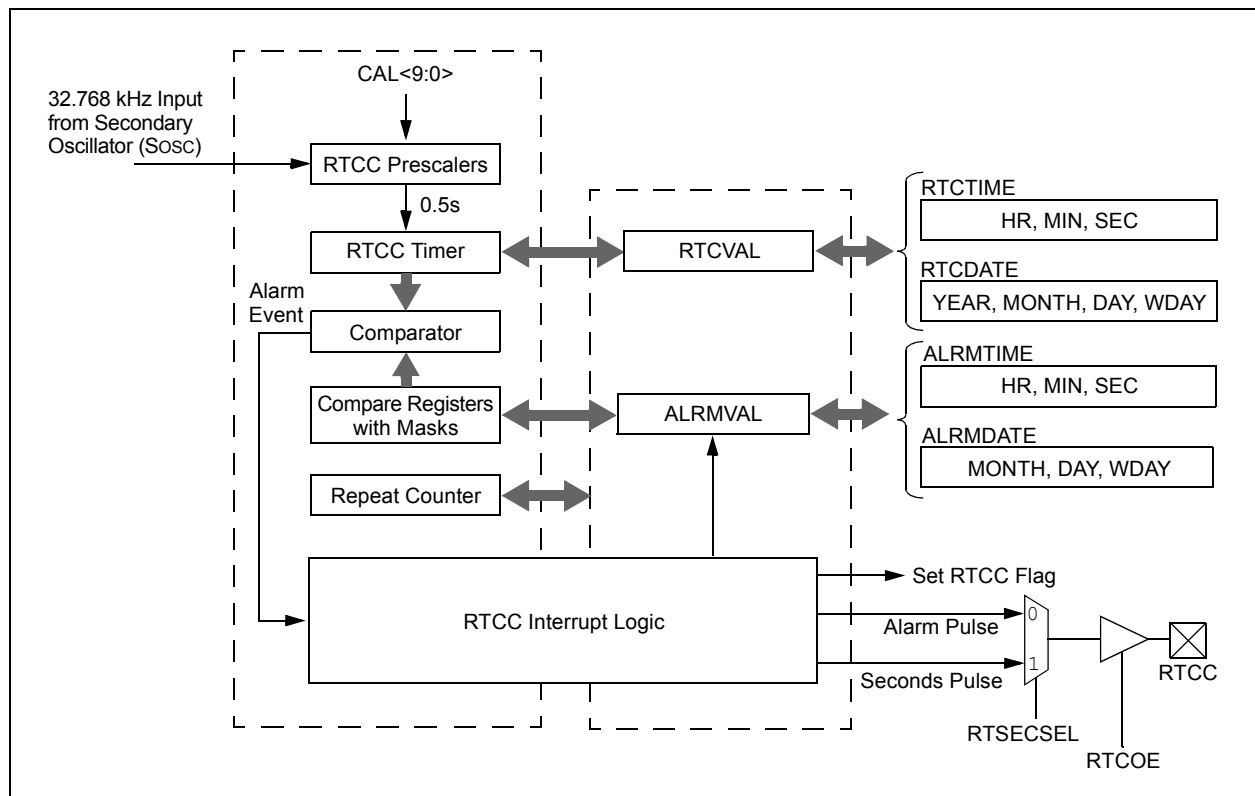 CAL<9:0>
32.768 kHz Input
from Secondary
Oscillator (SOSC)
RTCC Prescalers
0.5s
RTCC Timer
RTCVAL
RTCTIME
HR, MIN, SEC
RTCDATE
YEAR, MONTH, DAY, WDAY
Alarm
Event
Comparator
Compare Registers
with Masks
ALRMVAL
ALRMTIME
HR, MIN, SEC
ALRMDATE
MONTH, DAY, WDAY
Repeat Counter
RTCC Interrupt Logic
Set RTCC Flag
Alarm Pulse
0
Seconds Pulse
1
RTCC
RTSECSEL
RTCOE